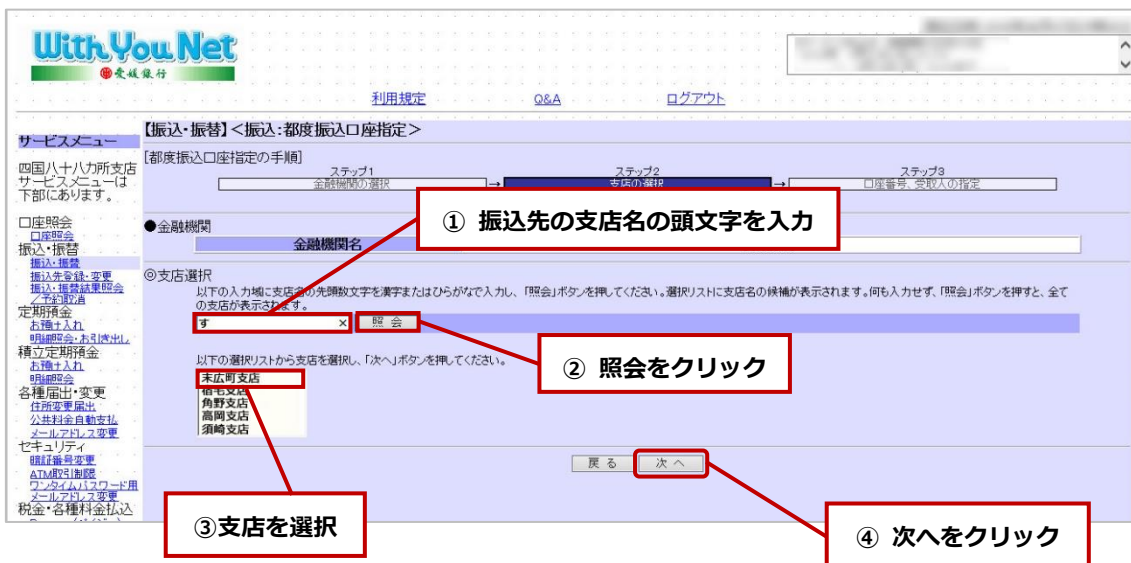 With You Net
愛媛銀行
利用規定
Q&A
ログアウト
サービスメニュー
四国八十八カ所支店
サービスメニューは
下部にあります。
口座照会
口座照会
振込・振替
振込・振替
振込先登録・変更
振込・振替結果照会
/予約取消
定期預金
お預け入れ
明細照会・お引き出し
積立定期預金
お預け入れ
明細照会
各種届出・変更
住所変更届出
公共料金自動支払
メールアドレス変更
セキュリティ
暗証番号変更
ATM取引制限
ワンタイムパスワード用
メールアドレス変更
税金・各種料金払込
【振込・振替】<振込:都度振込口座指定>
[都度振込口座指定の手順]
ステップ1
金融機関の選択
→
ステップ2
支店の選択
→
ステップ3
口座番号、受取人の指定
① 振込先の支店名の頭文字を入力
●金融機関
金融機関名
◎支店選択
以下の入力域に支店名の先頭数文字を漢字またはひらがなで入力し、「照会」ボタンを押してください。選択リストに支店名の候補が表示されます。何も入力せず、「照会」ボタンを押すと、全て
の支店が表示されます。
す
×
照 会
② 照会をクリック
以下の選択リストから支店を選択し、「次へ」ボタンを押してください。
末広町支店
宿毛支店
角野支店
高岡支店
須崎支店
戻 る
次 へ
③支店を選択
④ 次へをクリック